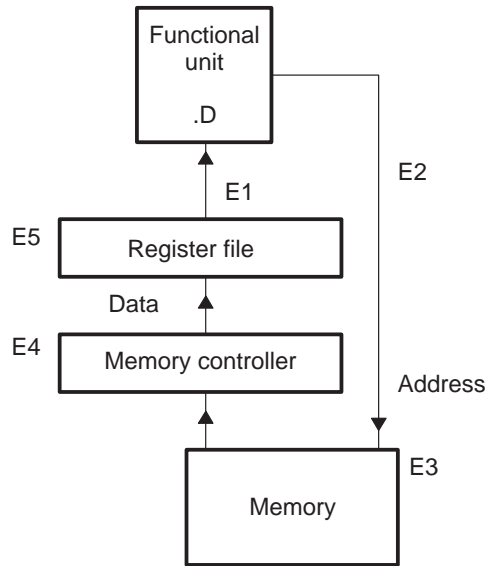 Functional
unit
.D
E2
E1
E5
Register file
Data
E4
Memory controller
Address
E3
Memory